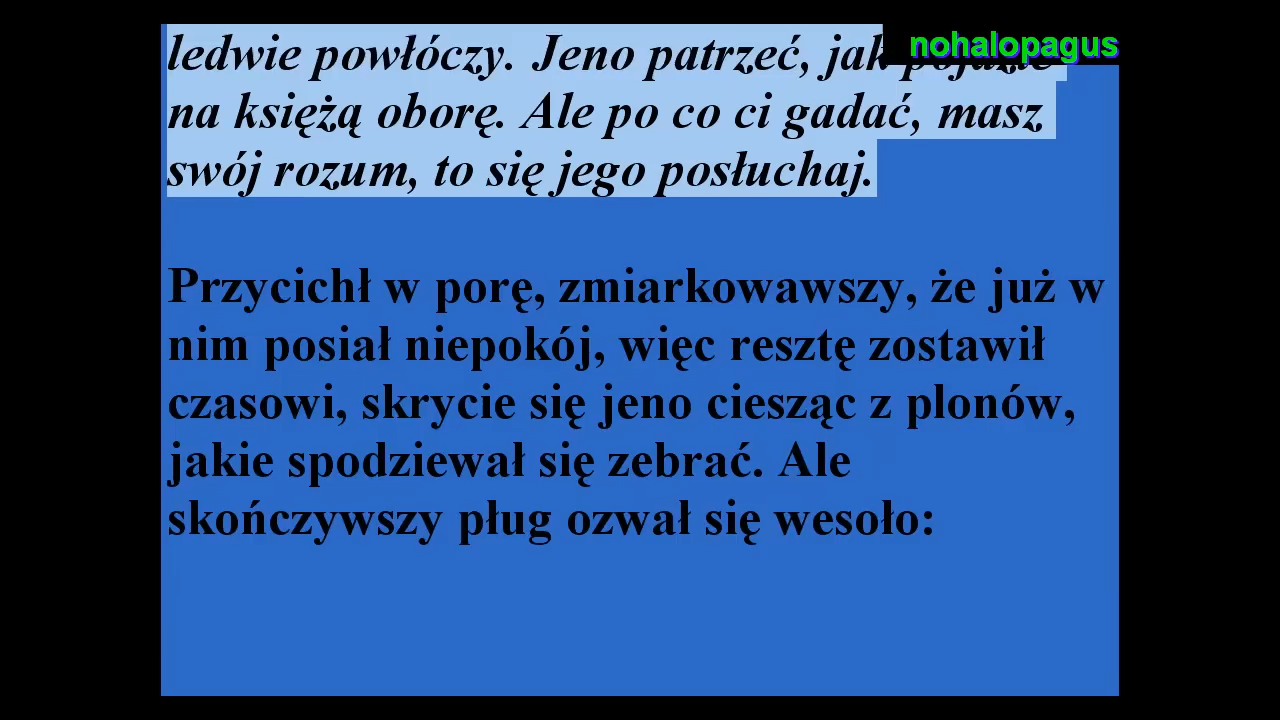 nohalopagus
ledwie powłóczy. Jeno patrzeć, jak
na księżą oborę. Ale po co ci gadać, masz
swój rozum, to się jego posłuchaj.
Przycichł w porę, zmiarkowawszy, że już w
nim posiał niepokój, więc resztę zostawił
czasowi, skrycie się jeno ciesząc z plonów,
jakie spodziewał się zebrać. Ale
skończywszy pług ozwał się wesoło: